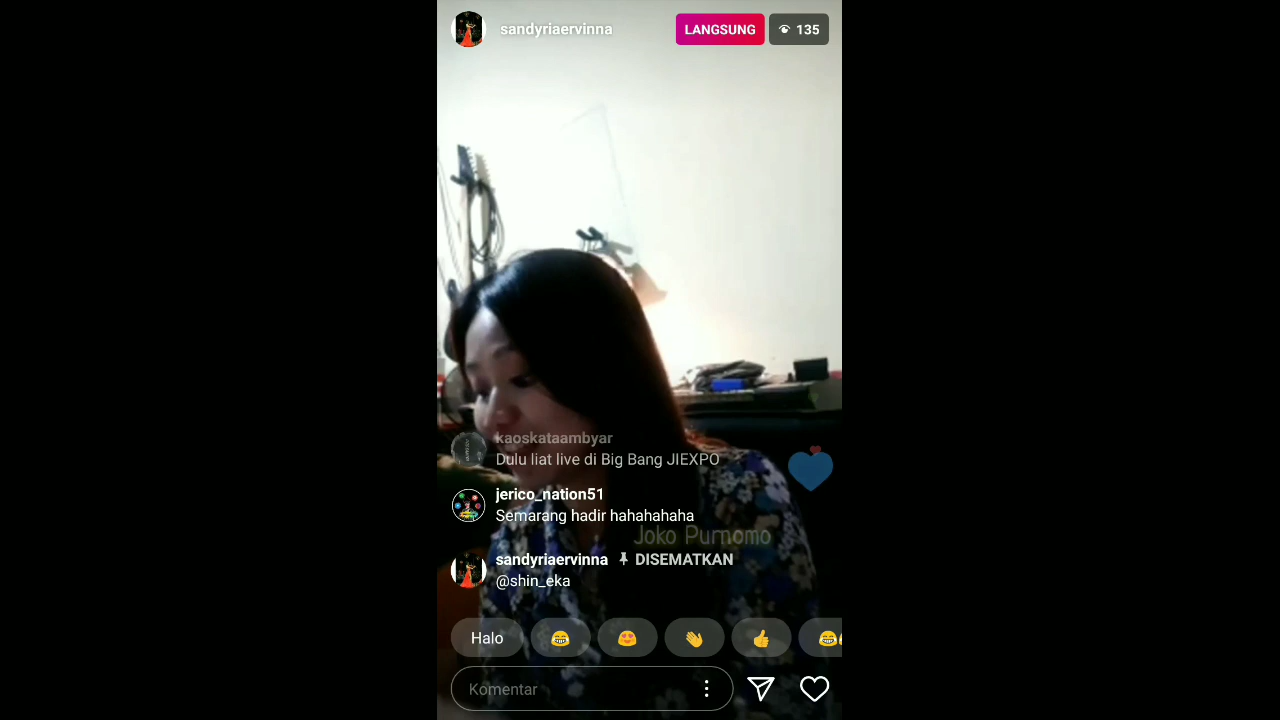 sandyriaervinna
LANGSUNG
135
kaoskataambyar
Dulu liat live di Big Bang JIEXPO
jerico_nation51
Semarang hadir hahahahaha
Joko Purnomo
sandyriaervinna DISEMATKAN
@shin_eka
Halo
Komentar